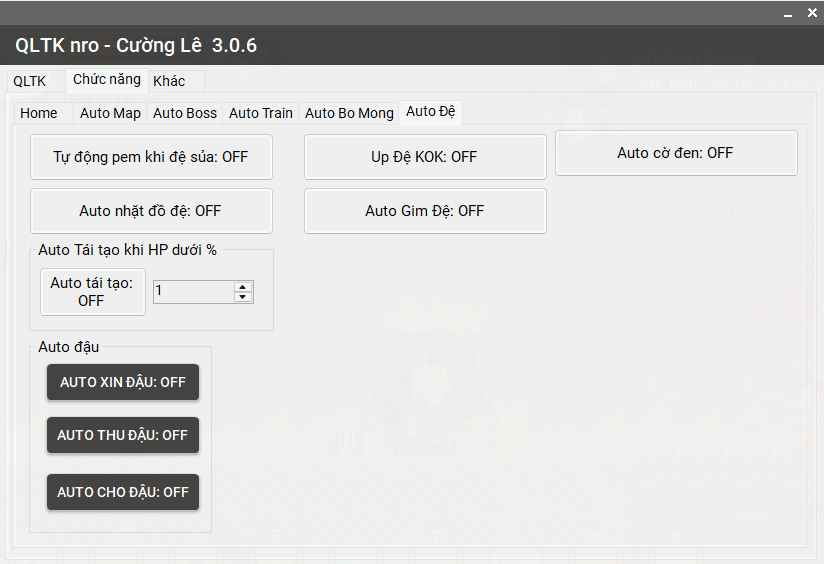 QLTK nro - Cường Lê 3.0.6
QLTK Chức năng Khác
Home Auto Map Auto Boss Auto Train Auto Bo Mong Auto Đệ
Tự động pem khi đệ sủa: OFF
Up Đệ KOK: OFF
Auto cờ đen: OFF
Auto nhặt đồ đệ: OFF
Auto Gim Đệ: OFF
Auto Tái tạo khi HP dưới %
Auto tái tạo:
OFF
1
Auto đậu
AUTO XIN ĐẬU: OFF
AUTO THU ĐẬU: OFF
AUTO CHO ĐẬU: OFF